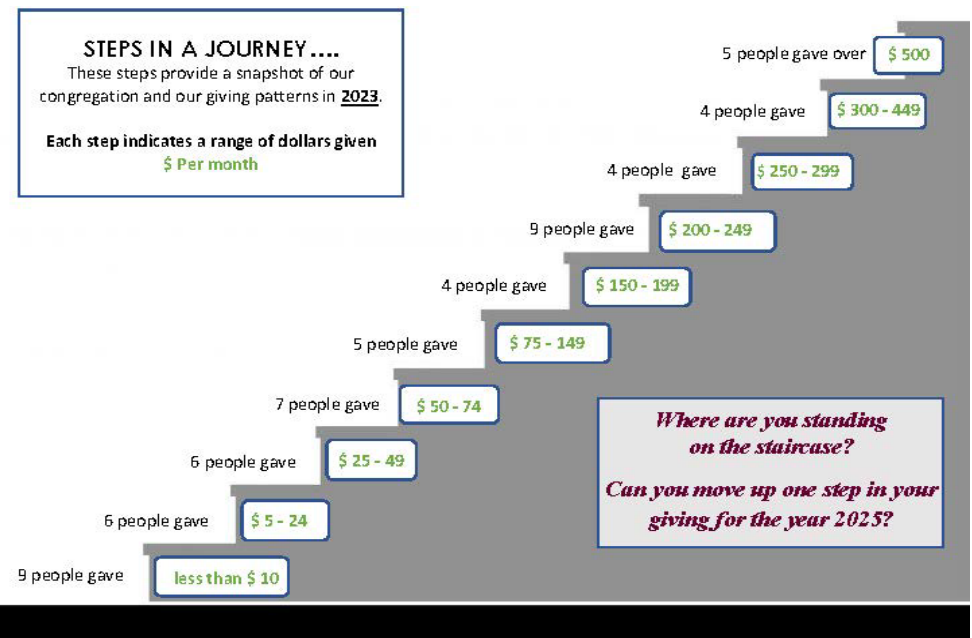 STEPS IN A JOURNEY....
These steps provide a snapshot of our
congregation and our giving patterns in 2023.
Each step indicates a range of dollars given
$ Per month
5 people gave over $ 500
4 people gave $ 300 - 449
4 people gave $ 250 - 299
9 people gave $ 200 - 249
4 people gave $ 150 - 199
5 people gave $ 75 - 149
7 people gave $ 50 - 74
6 people gave $ 25 - 49
6 people gave $ 5 - 24
9 people gave less than $ 10
Where are you standing
on the staircase?
Can you move up one step in your
giving for the year 2025?